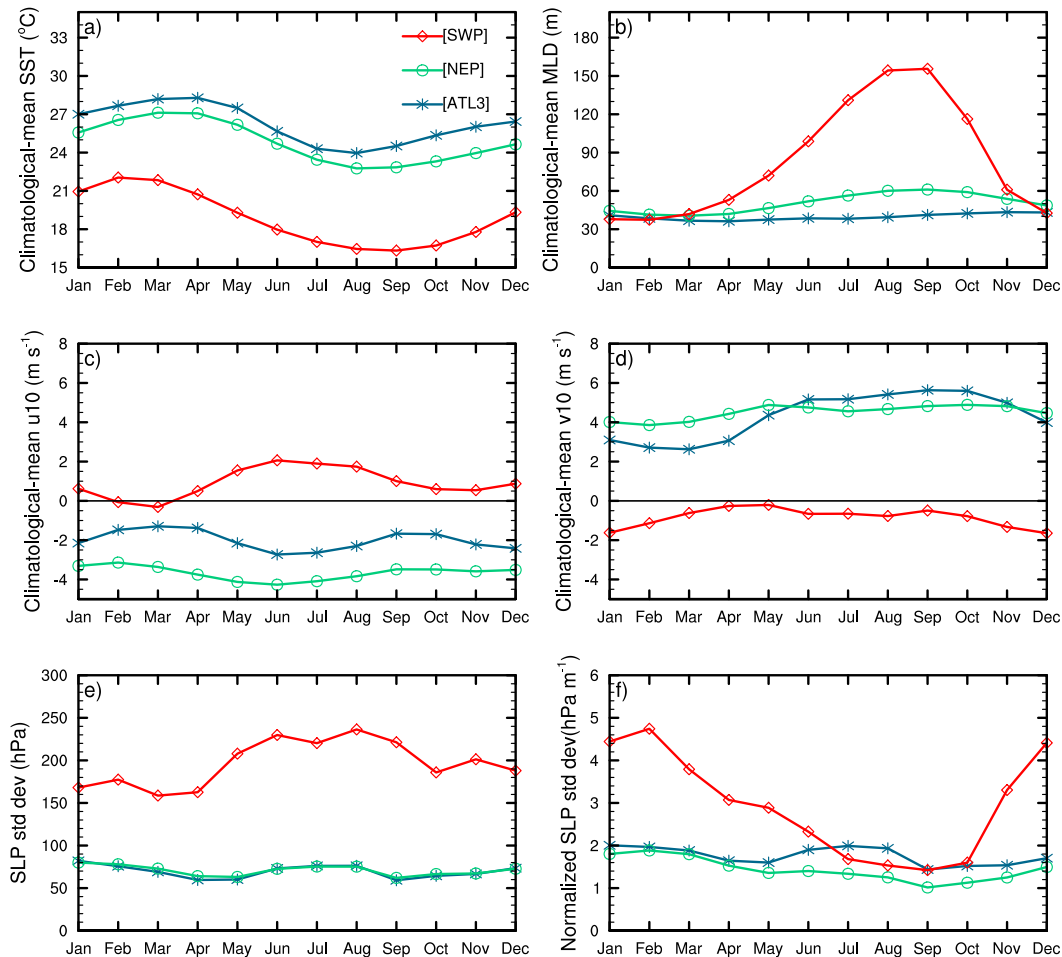 a)
Climatological-mean SST (°C)
33
30
27
24
21
18
15
[SWP]
[NEP]
[ATL3]
Jan Feb Mar Apr May Jun Jul Aug Sep Oct Nov Dec
b)
Climatological-mean MLD (m)
180
150
120
90
60
30
0
Jan Feb Mar Apr May Jun Jul Aug Sep Oct Nov Dec
c)
Climatological-mean u10 (m s⁻¹)
8
6
4
2
0
-2
-4
Jan Feb Mar Apr May Jun Jul Aug Sep Oct Nov Dec
d)
Climatological-mean v10 (m s⁻¹)
8
6
4
2
0
-2
-4
Jan Feb Mar Apr May Jun Jul Aug Sep Oct Nov Dec
e)
SLP std dev (hPa)
300
250
200
150
100
50
0
Jan Feb Mar Apr May Jun Jul Aug Sep Oct Nov Dec
f)
Normalized SLP std dev(hPa m⁻¹)
6
5
4
3
2
1
0
Jan Feb Mar Apr May Jun Jul Aug Sep Oct Nov Dec